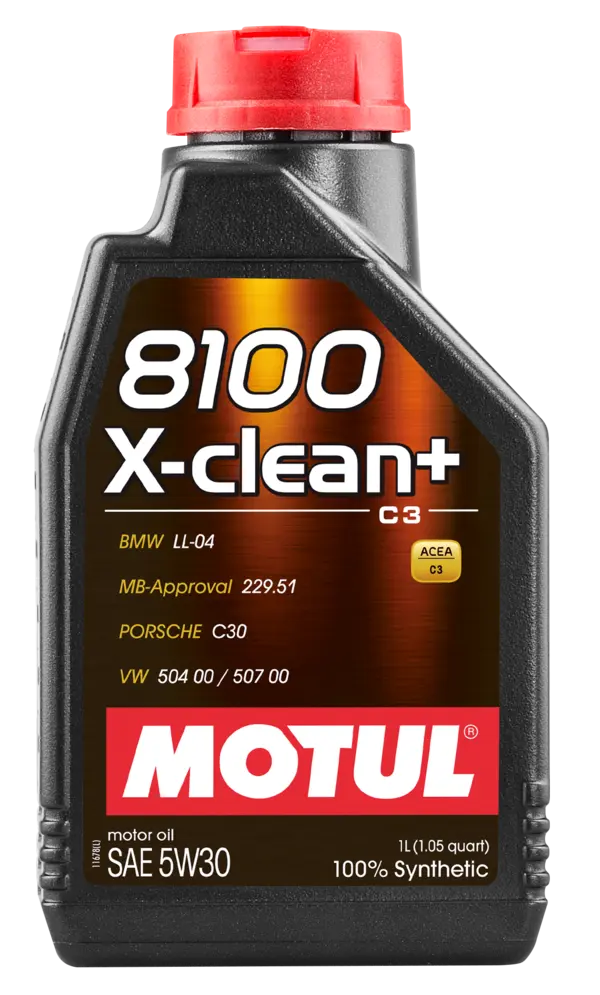 8100
X-clean+
C3
BMW LL-04
ACEA
C3
MB-Approval 229.51
PORSCHE C30
VW 504 00 / 507 00
MOTUL®
motor oil
SAE 5W30
11678(L)
1L (1.05 quart)
100% Synthetic